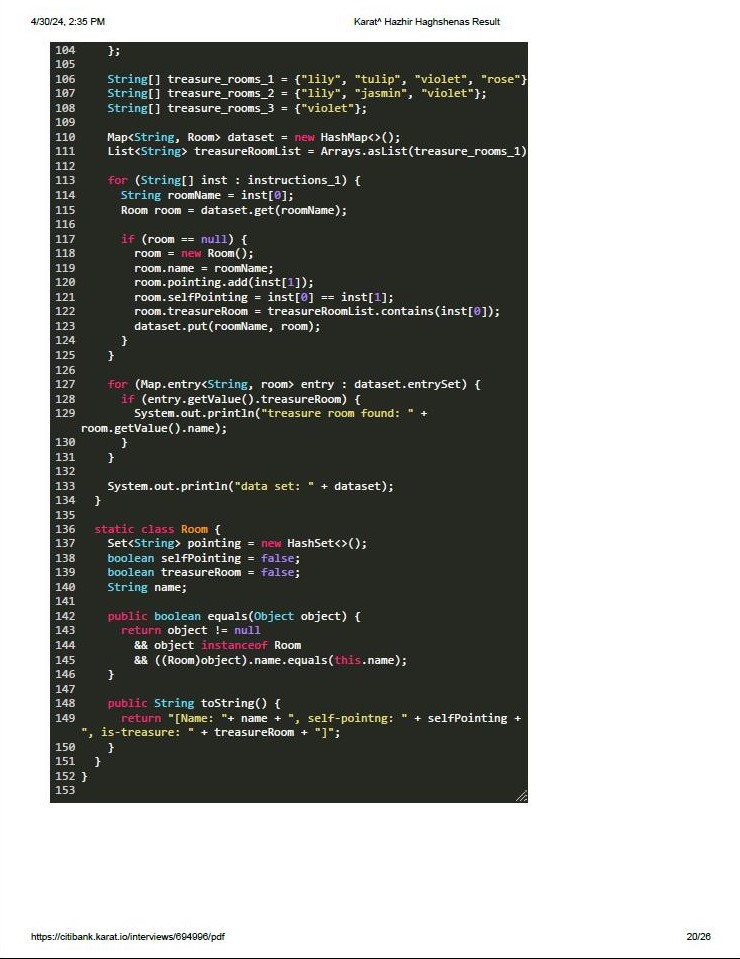 4/30/24, 2:35 PM Karat^ Hazhir Haghshenas Result
104 };
105
106 String[] treasure_rooms_1 = {"lily", "tulip", "violet", "rose"}
107 String[] treasure_rooms_2 = {"lily", "jasmin", "violet"};
108 String[] treasure_rooms_3 = {"violet"};
109
110 Map<String, Room> dataset = new HashMap<>();
111 List<String> treasureRoomList = Arrays.asList(treasure_rooms_1)
112
113 for (String[] inst : instructions_1) {
114 String roomName = inst[0];
115 Room room = dataset.get(roomName);
116
117 if (room == null) {
118 room = new Room();
119 room.name = roomName;
120 room.pointing.add(inst[1]);
121 room.selfPointing = inst[0] == inst[1];
122 room.treasureRoom = treasureRoomList.contains(inst[0]);
123 dataset.put(roomName, room);
124 }
125 }
126
127 for (Map.entry<String, room> entry : dataset.entrySet) {
128 if (entry.getValue().treasureRoom) {
129 System.out.println("treasure room found: " +
room.getValue().name);
130 }
131 }
132
133 System.out.println("data set: " + dataset);
134 }
135
136 static class Room {
137 Set<String> pointing = new HashSet<>();
138 boolean selfPointing = false;
139 boolean treasureRoom = false;
140 String name;
141
142 public boolean equals(Object object) {
143 return object != null
144 && object instanceof Room
145 && ((Room)object).name.equals(this.name);
146 }
147
148 public String toString() {
149 return "[Name: "+ name + ", self-pointng: " + selfPointing +
", is-treasure: " + treasureRoom + "]";
150 }
151 }
152 }
153
https://citibank.karat.io/interviews/694996/pdf 20/26